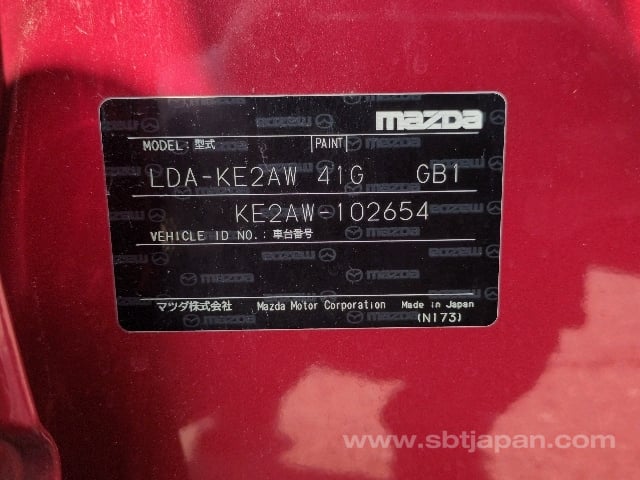 mazda
MODEL: 型式 PAINT
LDA-KE2AW 41G GB1
KE2AW-102654
VEHICLE ID NO.: 車台番号
マツダ株式会社 Mazda Motor Corporation Made in Japan
(N173)
www.sbtjapan.com